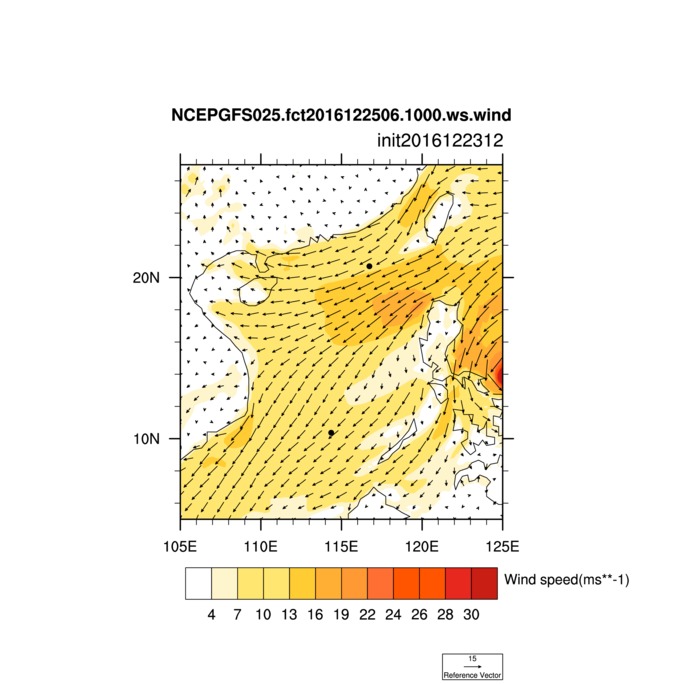 NCEPGFS025.fct2016122506.1000.ws.wind
init2016122312
20N
10N
105E 110E 115E 120E 125E
Wind speed(ms**-1)
4 7 10 13 16 19 22 24 26 28 30
15
Reference Vector